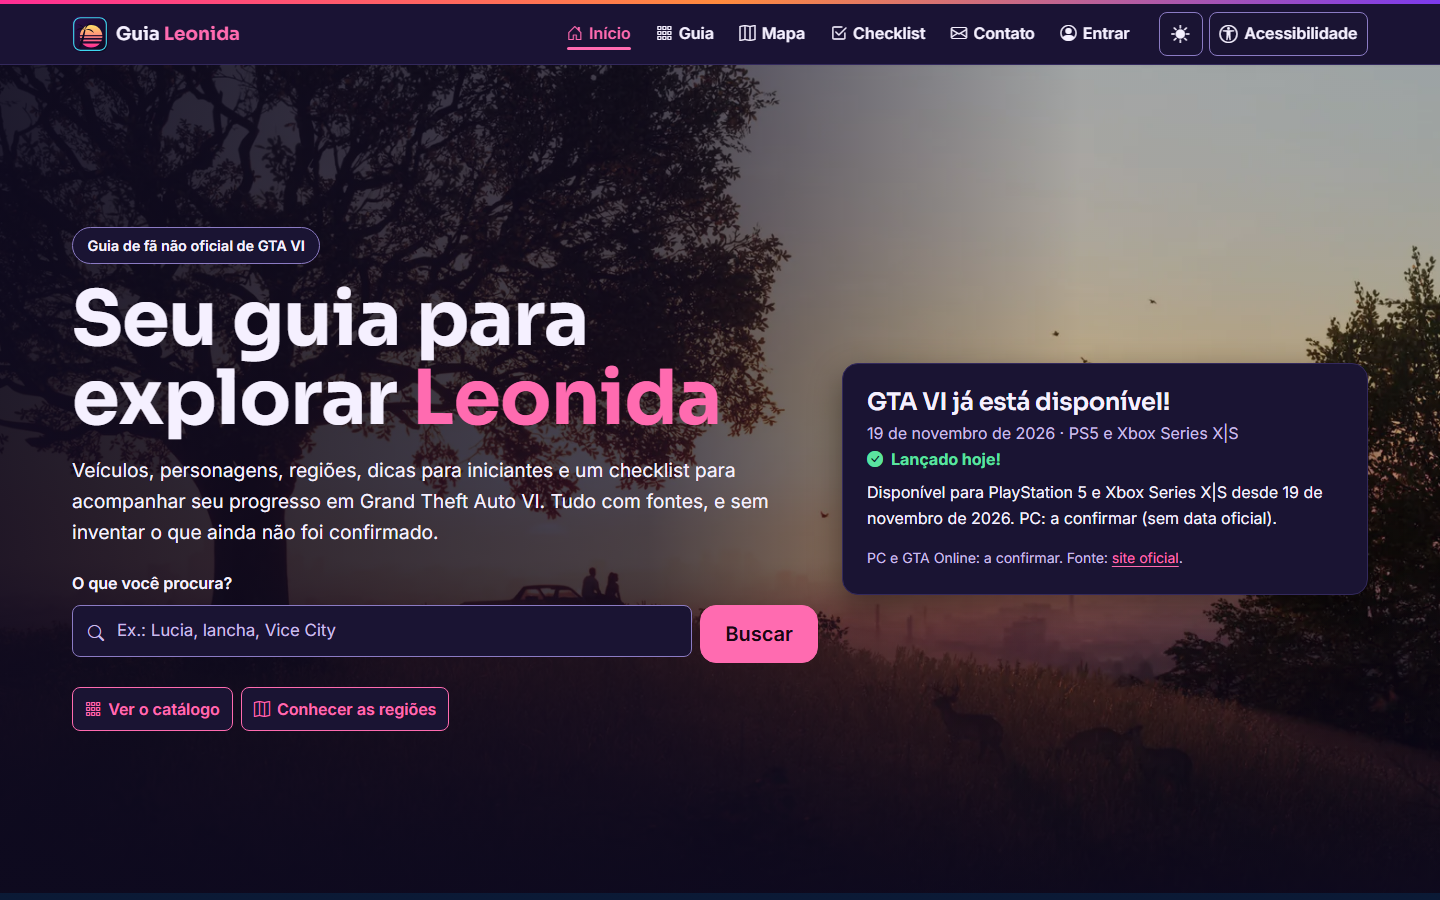 Guia Leonida
Início
Guia
Mapa
Checklist
Contato
Entrar
Acessibilidade
Guia de fã não oficial de GTA VI
Seu guia para
explorar Leonida
Veículos, personagens, regiões, dicas para iniciantes e um checklist para
acompanhar seu progresso em Grand Theft Auto VI. Tudo com fontes, e sem
inventar o que ainda não foi confirmado.
O que você procura?
Ex.: Lucia, lancha, Vice City
Buscar
Ver o catálogo
Conhecer as regiões
GTA VI já está disponível!
19 de novembro de 2026 · PS5 e Xbox Series X|S
Lançado hoje!
Disponível para PlayStation 5 e Xbox Series X|S desde 19 de
novembro de 2026. PC: a confirmar (sem data oficial).
PC e GTA Online: a confirmar. Fonte: site oficial.